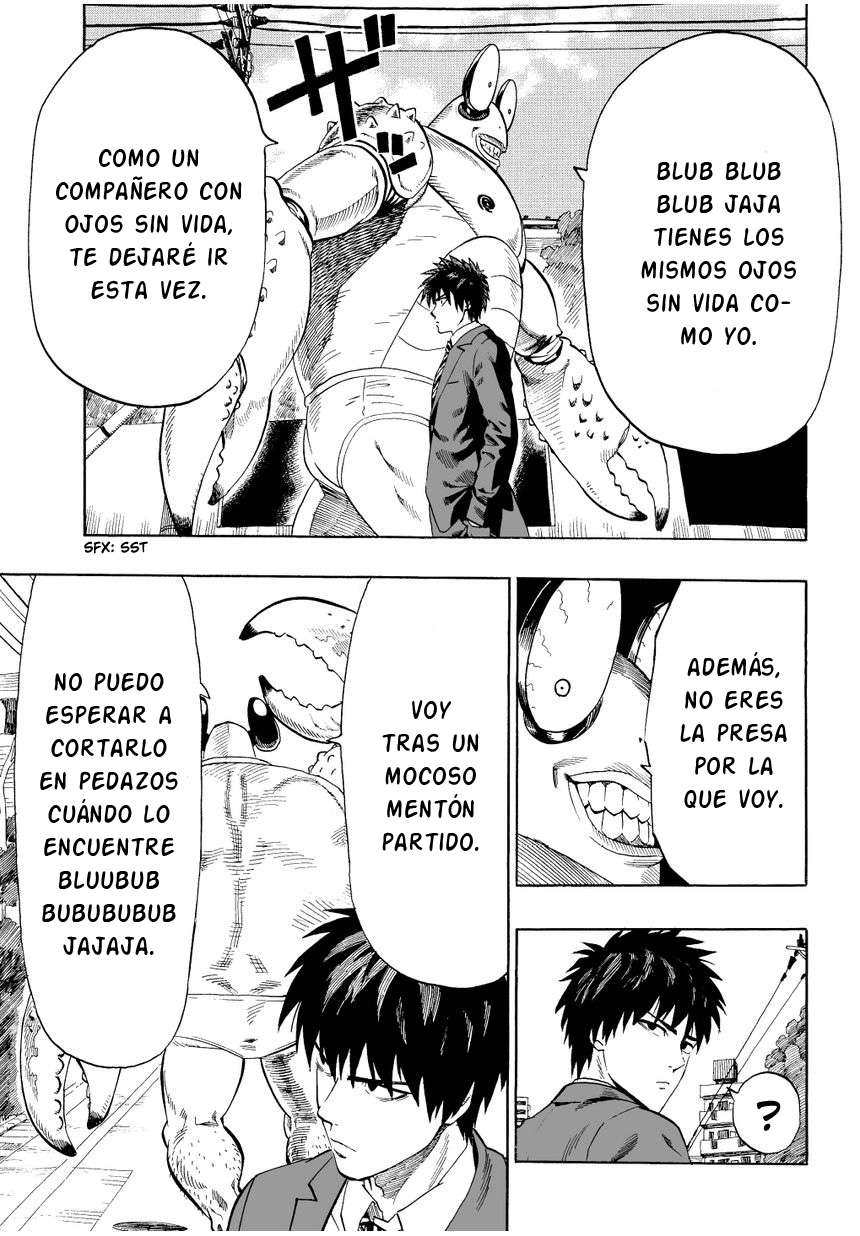 ザッ
BLUB BLUB
BLUB JAJA
TIENES LOS
MISMOS OJOS
SIN VIDA CO-
MO YO.
COMO UN
COMPAÑERO CON
OJOS SIN VIDA,
TE DEJARÉ IR
ESTA VEZ.
SFX: SST
ADEMÁS,
NO ERES
LA PRESA
POR LA
QUE VOY.
VOY
TRAS UN
MOCOSO
MENTÓN
PARTIDO.
NO PUEDO
ESPERAR A
CORTARLO
EN PEDAZOS
CUÁNDO LO
ENCUENTRE
BLUUBUB
BUBUBUBUB
JAJAJA.
?